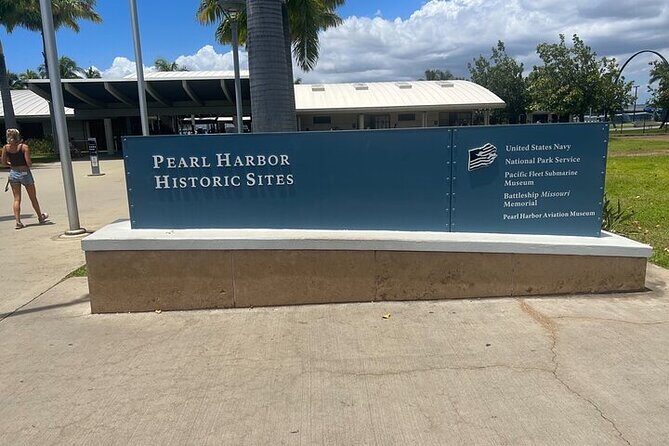 PEARL HARBOR
HISTORIC SITES
United States Navy
National Park Service
Pacific Fleet Submarine
Museum
Battleship Missouri
Memorial
Pearl Harbor Aviation Museum